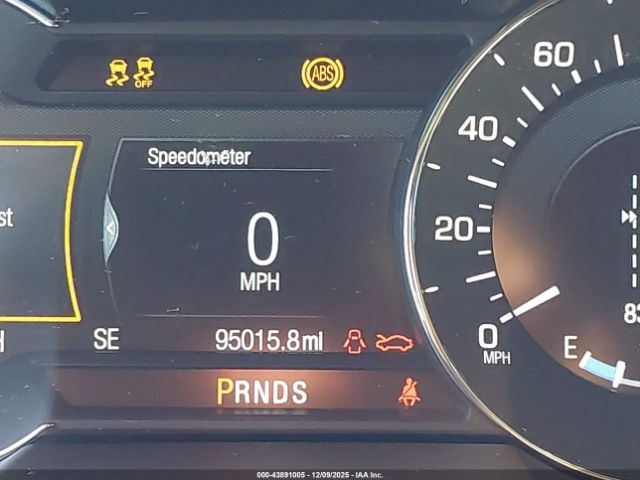 OFF
ABS
60
40
Speedometer
st
20
0
MPH
SE
95015.8mi
0
MPH
E
PRNDS
000-43891005 - 12/09/2025 - IAA Inc.